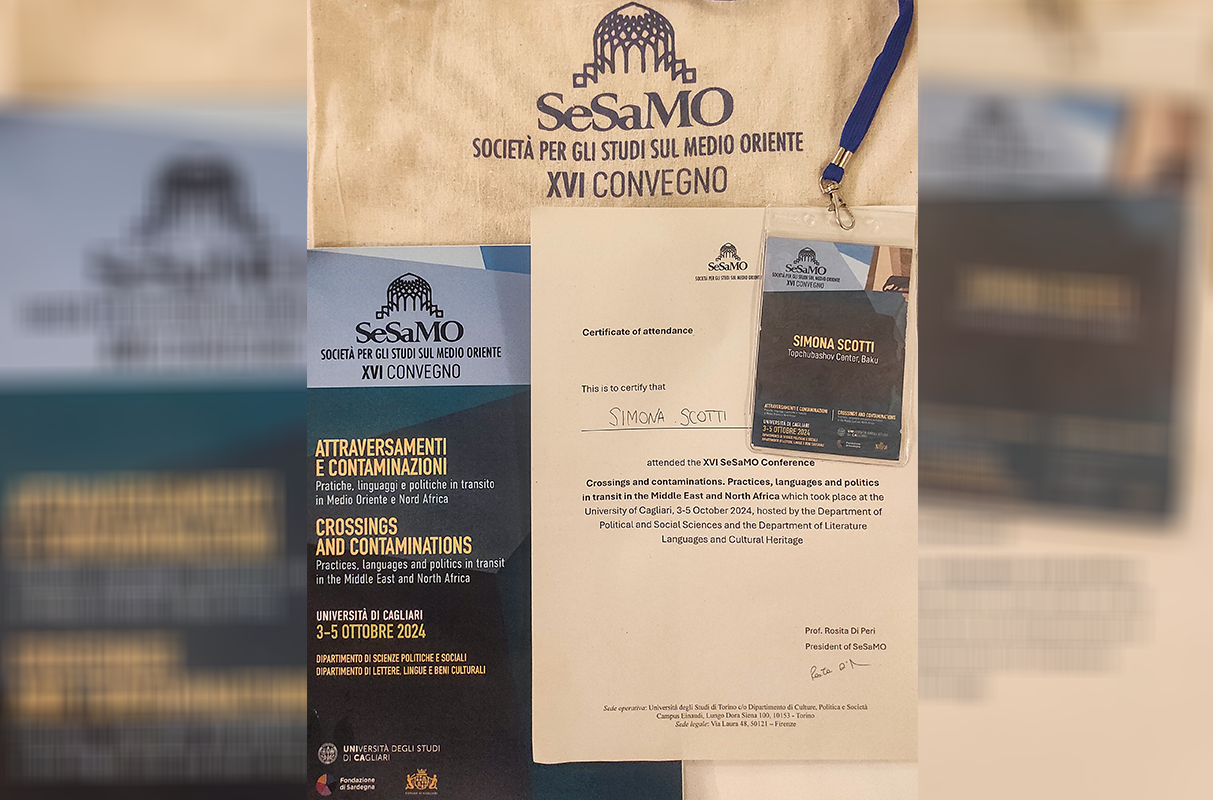 SeSaMO
SOCIETÀ PER GLI STUDI SUL MEDIO ORIENTE
XVI CONVEGNO
SeSaMO
SOCIETÀ PER GLI STUDI SUL MEDIO ORIENTE
XVI CONVEGNO
ATTRAVERSAMENTI
E CONTAMINAZIONI
Pratiche, linguaggi e politiche in transito
in Medio Oriente e Nord Africa
CROSSINGS
AND CONTAMINATIONS
Practices, languages and politics in transit
in the Middle East and North Africa
UNIVERSITÀ DI CAGLIARI
3-5 OTTOBRE 2024
DIPARTIMENTO DI SCIENZE POLITICHE E SOCIALI
DIPARTIMENTO DI LETTERE, LINGUE E BENI CULTURALI
UNIVERSITÀ DEGLI STUDI
DI CAGLIARI
Fondazione
di Sardegna
SeSaMO
SOCIETÀ PER GLI STUDI SUL MEDIO ORIENTE
Certificate of attendance
This is to certify that
SIMONA SCOTTI
attended the XVI SeSaMO Conference
Crossings and contaminations. Practices, languages and politics
in transit in the Middle East and North Africa which took place at the
University of Cagliari, 3-5 October 2024, hosted by the Department of
Political and Social Sciences and the Department of Literature
Languages and Cultural Heritage
Prof. Rosita Di Peri
President of SeSaMO
Sede operativa: Università degli Studi di Torino c/o Dipartimento di Culture, Politica e Società
Campus Einaudi, Lungo Dora Siena 100, 10153 - Torino
Sede legale: Via Laura 48, 50121 – Firenze
SeSaMO
SOCIETÀ PER GLI STUDI SUL MEDIO ORIENTE
XVI CONVEGNO
SIMONA SCOTTI
Topchubashov Center, Baku
ATTRAVERSAMENTI E CONTAMINAZIONI
CROSSINGS AND CONTAMINATIONS
UNIVERSITÀ DI CAGLIARI
3-5 OTTOBRE 2024